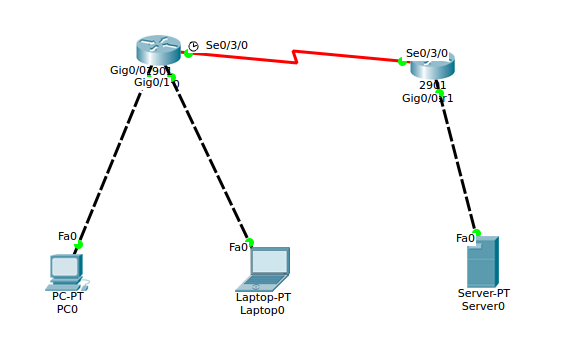 Se0/3/0
Se0/3/0
Gig0/0
2901
Gig0/1
2901
Gig0/0
Fa0
Fa0
Fa0
PC-PT
PC0
Laptop-PT
Laptop0
Server-PT
Server0